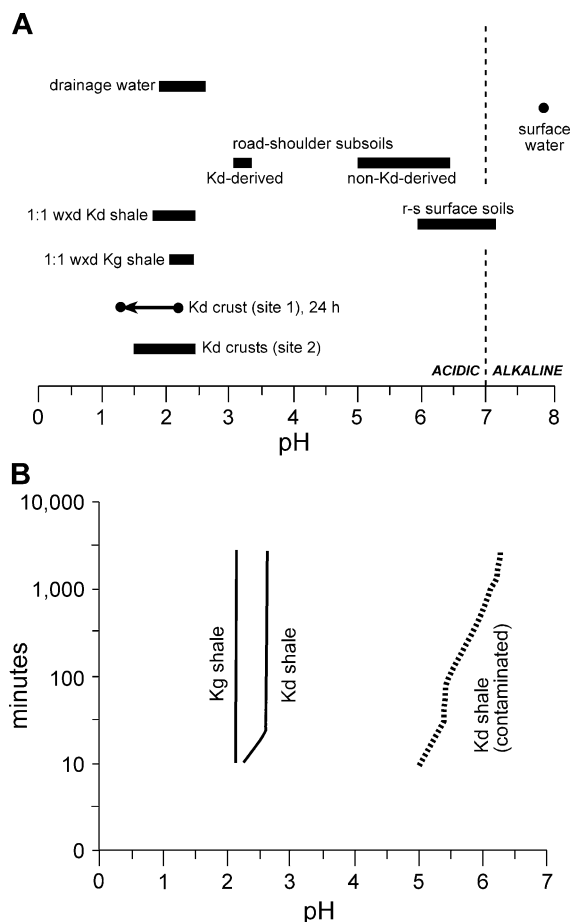 A
drainage water
surface
water
road-shoulder subsoils
Kd-derived
non-Kd-derived
1:1 wxd Kd shale
r-s surface soils
1:1 wxd Kg shale
Kd crust (site 1), 24 h
Kd crusts (site 2)
ACIDIC
ALKALINE
0 1 2 3 4 5 6 7 8
pH
B
10,000
1,000
100
10
0
minutes
Kg shale
Kd shale
Kd shale
(contaminated)
0 1 2 3 4 5 6 7
pH